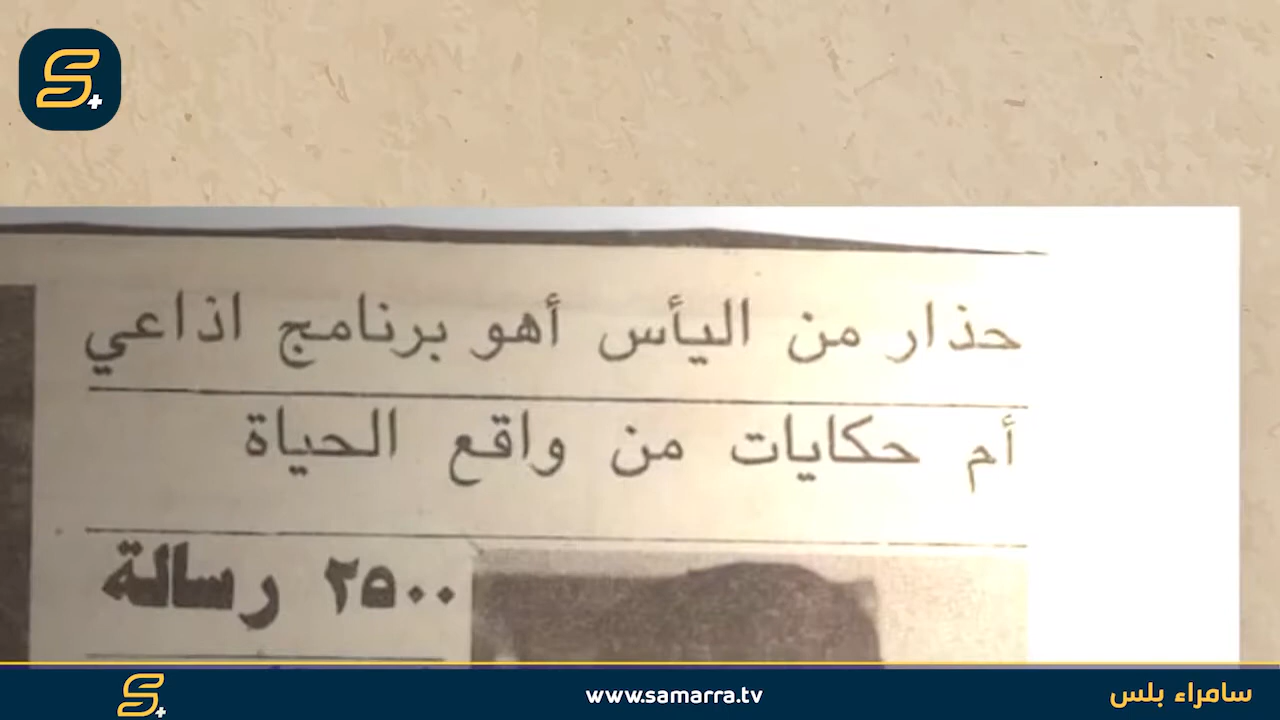 حذار من اليأس أهو برنامج اذاعي
أم حكايات من واقع الحياة
٢٥٠٠ رسالة
www.samarra.tv
سامراء بلس